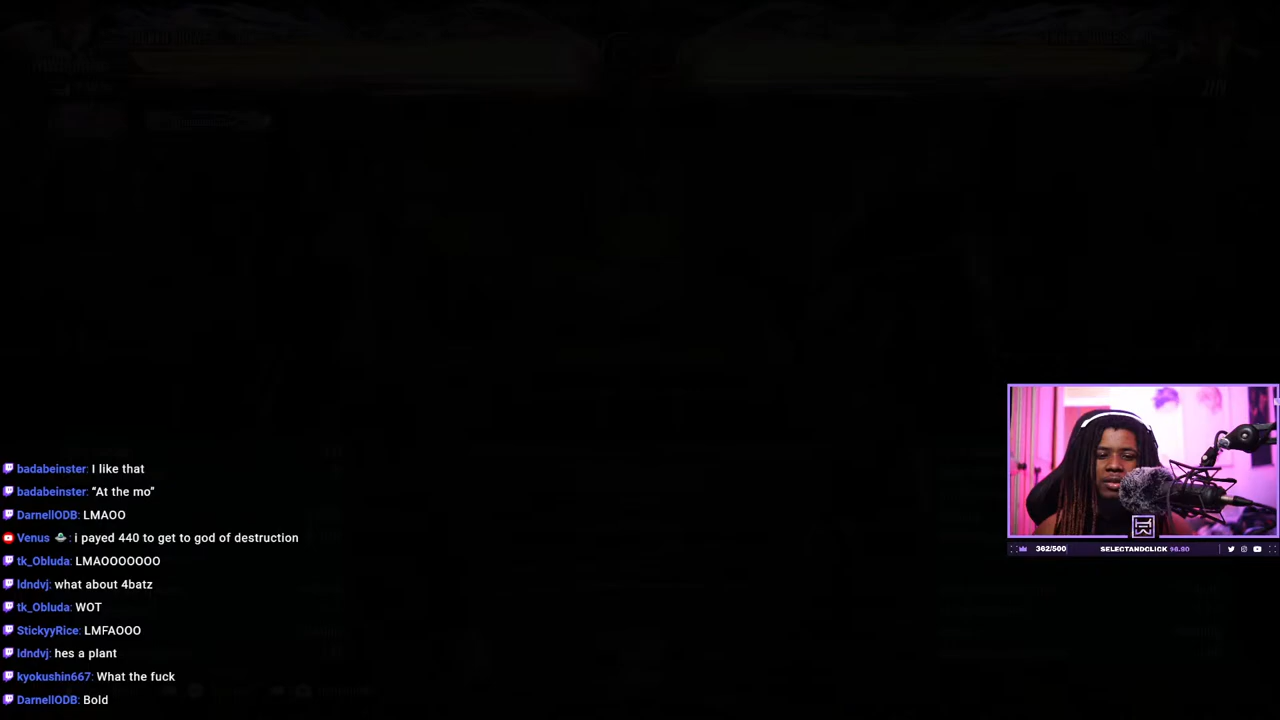 badabeinster: I like that
badabeinster: “At the mo”
DarnellODB: LMAOO
Venus 🛸: i payed 440 to get to god of destruction
tk_Obluda: LMAOOOOOOO
ldndvj: what about 4batz
tk_Obluda: WOT
StickyyRice: LMFAOOO
ldndvj: hes a plant
kyokushin667: What the fuck
DarnellODB: Bold
362/500
SELECTANDCLICK